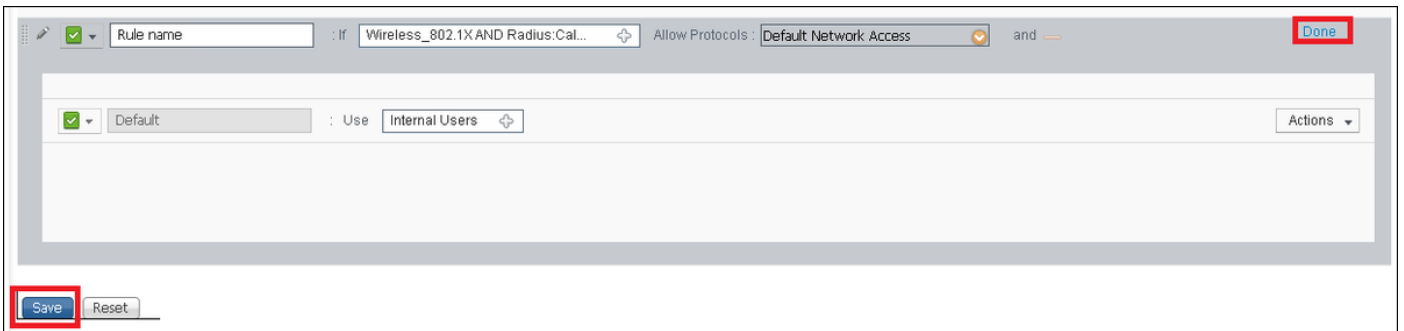 Rule name : If Wireless_802.1X AND Radius:Cal... Allow Protocols : Default Network Access and Done
Default : Use Internal Users Actions
Save Reset